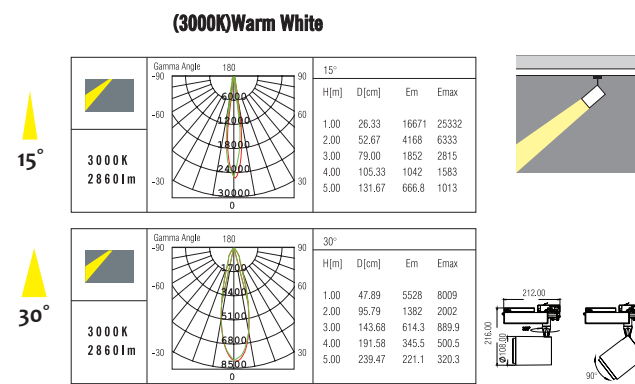 (3000K)Warm White
15°
3000K
2860lm
Gamma Angle 180
-90 90
6000
-60 12000 60
18000
24000
-30 30
30000
0
15°
H[m] D[cm] Em Emax
1.00 26.33 16671 25332
2.00 52.67 4168 6333
3.00 79.00 1852 2815
4.00 105.33 1042 1583
5.00 131.67 666.8 1013
30°
3000K
2860lm
Gamma Angle 180
-90 90
1700
-60 3400 60
5100
6800
-30 30
8500
0
30°
H[m] D[cm] Em Emax
1.00 47.89 5528 8009
2.00 95.79 1382 2002
3.00 143.68 614.3 889.9
4.00 191.58 345.5 500.5
5.00 239.47 221.1 320.3
212.00
216.00
Ø108.00
90°